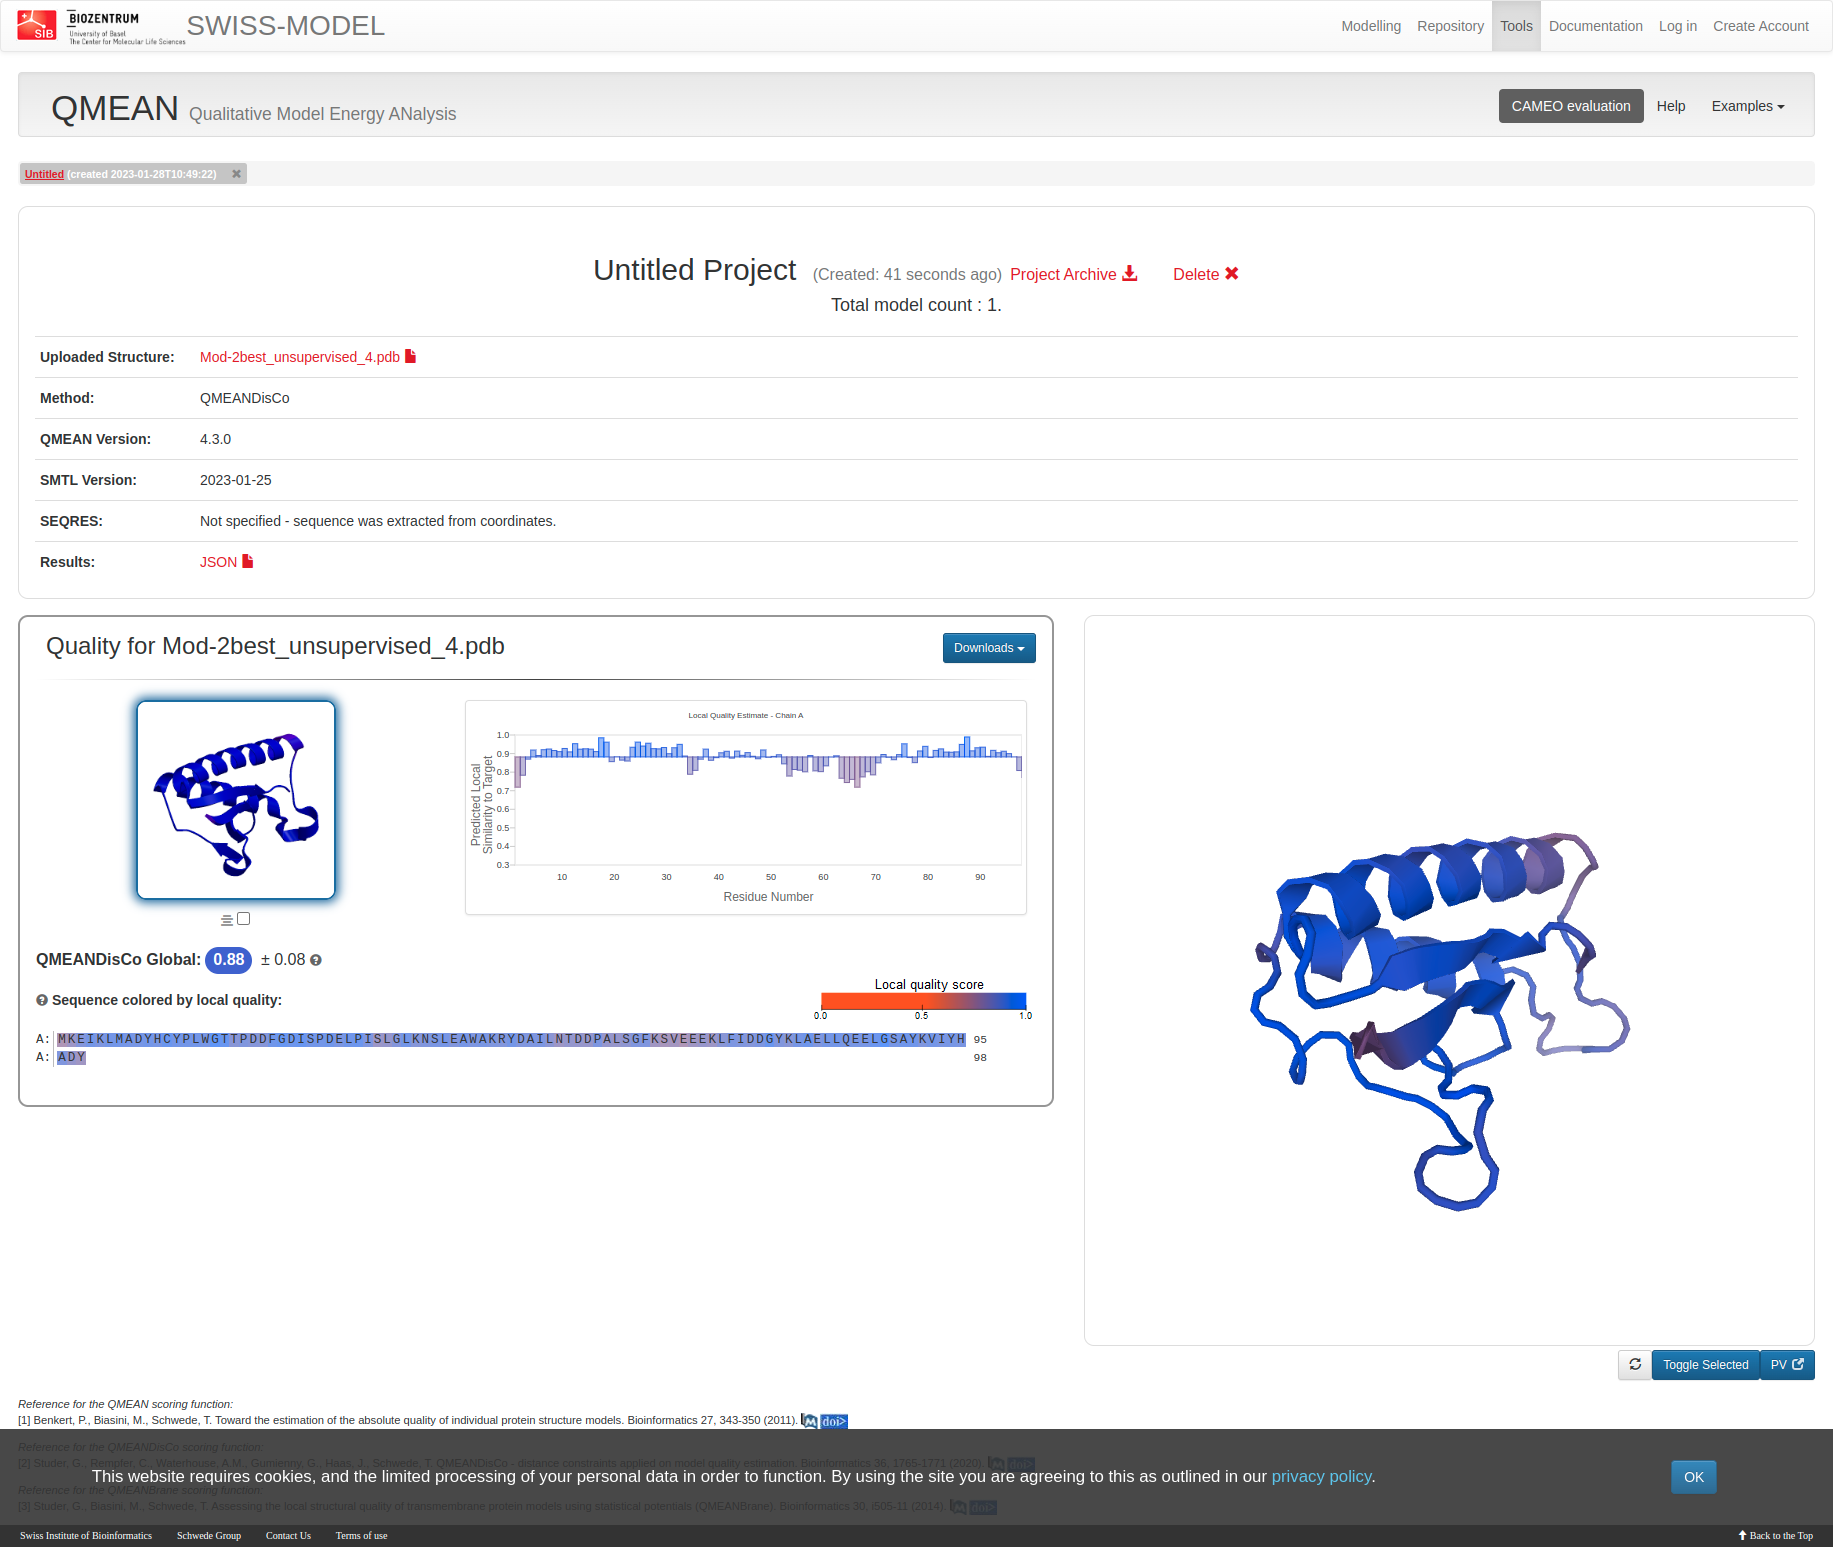 SIB
BIOZENTRUM
University of Basel
The Center for Molecular Life Sciences
SWISS-MODEL
Modelling Repository Tools Documentation Log in Create Account
QMEAN Qualitative Model Energy ANalysis
CAMEO evaluation Help Examples
Untitled (created 2023-01-28T10:49:22)
Untitled Project (Created: 41 seconds ago) Project Archive Delete
Total model count : 1.
Uploaded Structure: Mod-2best_unsupervised_4.pdb
Method: QMEANDisCo
QMEAN Version: 4.3.0
SMTL Version: 2023-01-25
SEQRES: Not specified - sequence was extracted from coordinates.
Results: JSON
Quality for Mod-2best_unsupervised_4.pdb
Downloads
Local Quality Estimate - Chain A
Predicted Local
Similarity to Target
1.0
0.9
0.8
0.7
0.6
0.5
0.4
0.3
10 20 30 40 50 60 70 80 90
Residue Number
QMEANDisCo Global: 0.88 ± 0.08
Sequence colored by local quality:
Local quality score
0.0 0.5 1.0
A: MKEIKLMADYHCYPLWGTTPDDFGDISPDELPISLGLKNSLEAWAKRYDAILNTDDPALSGFKSVEEEKLFIDDGYKLAELLQEELGSAYKVIYH 95
A: ADY 98
Toggle Selected PV
Reference for the QMEAN scoring function:
[1] Benkert, P., Biasini, M., Schwede, T. Toward the estimation of the absolute quality of individual protein structure models. Bioinformatics 27, 343-350 (2011). M doi>
Reference for the QMEANDisCo scoring function:
[2] Studer, G., Rempfer, C., Waterhouse, A.M., Gumienny, G., Haas, J., Schwede, T. QMEANDisCo - distance constraints applied on model quality estimation. Bioinformatics 36, 1765-1771 (2020). M doi>
This website requires cookies, and the limited processing of your personal data in order to function. By using the site you are agreeing to this as outlined in our privacy policy. OK
Reference for the QMEANBrane scoring function:
[3] Studer, G., Biasini, M., Schwede, T. Assessing the local structural quality of transmembrane protein models using statistical potentials (QMEANBrane). Bioinformatics 30, i505-11 (2014). M doi>
Swiss Institute of Bioinformatics Schwede Group Contact Us Terms of use Back to the Top